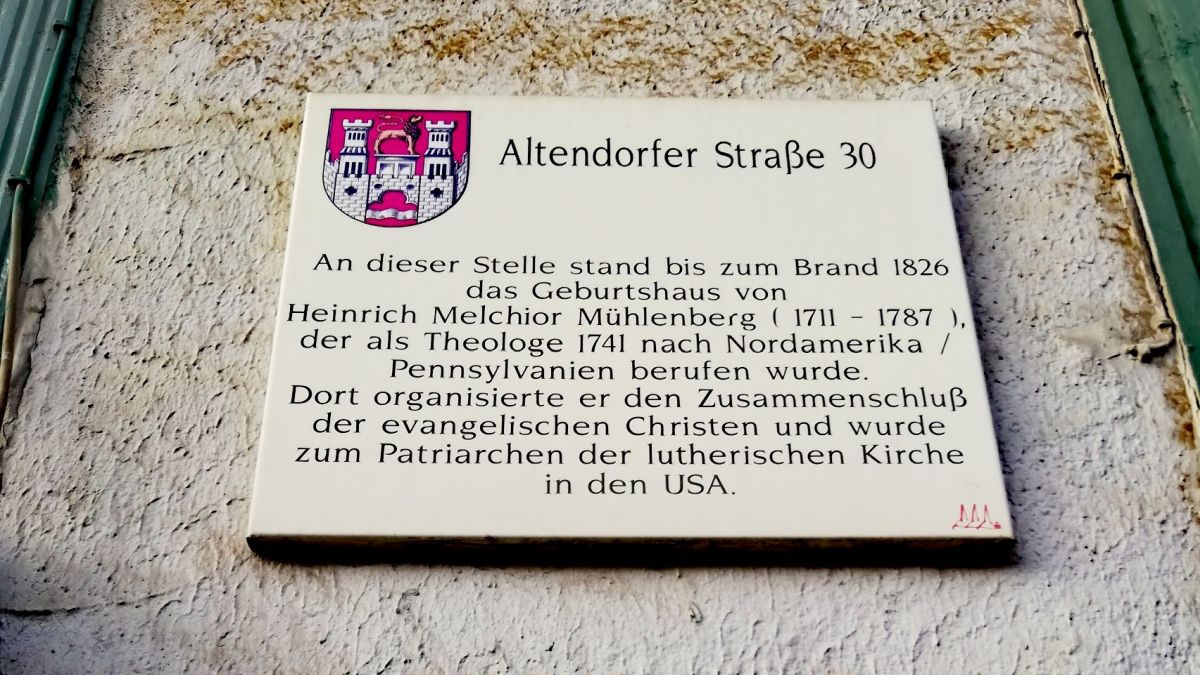 Altendorfer Straße 30
An dieser Stelle stand bis zum Brand 1826
das Geburtshaus von
Heinrich Melchior Mühlenberg ( 1711 - 1787 ),
der als Theologe 1741 nach Nordamerika /
Pennsylvanien berufen wurde.
Dort organisierte er den Zusammenschluß
der evangelischen Christen und wurde
zum Patriarchen der lutherischen Kirche
in den USA.